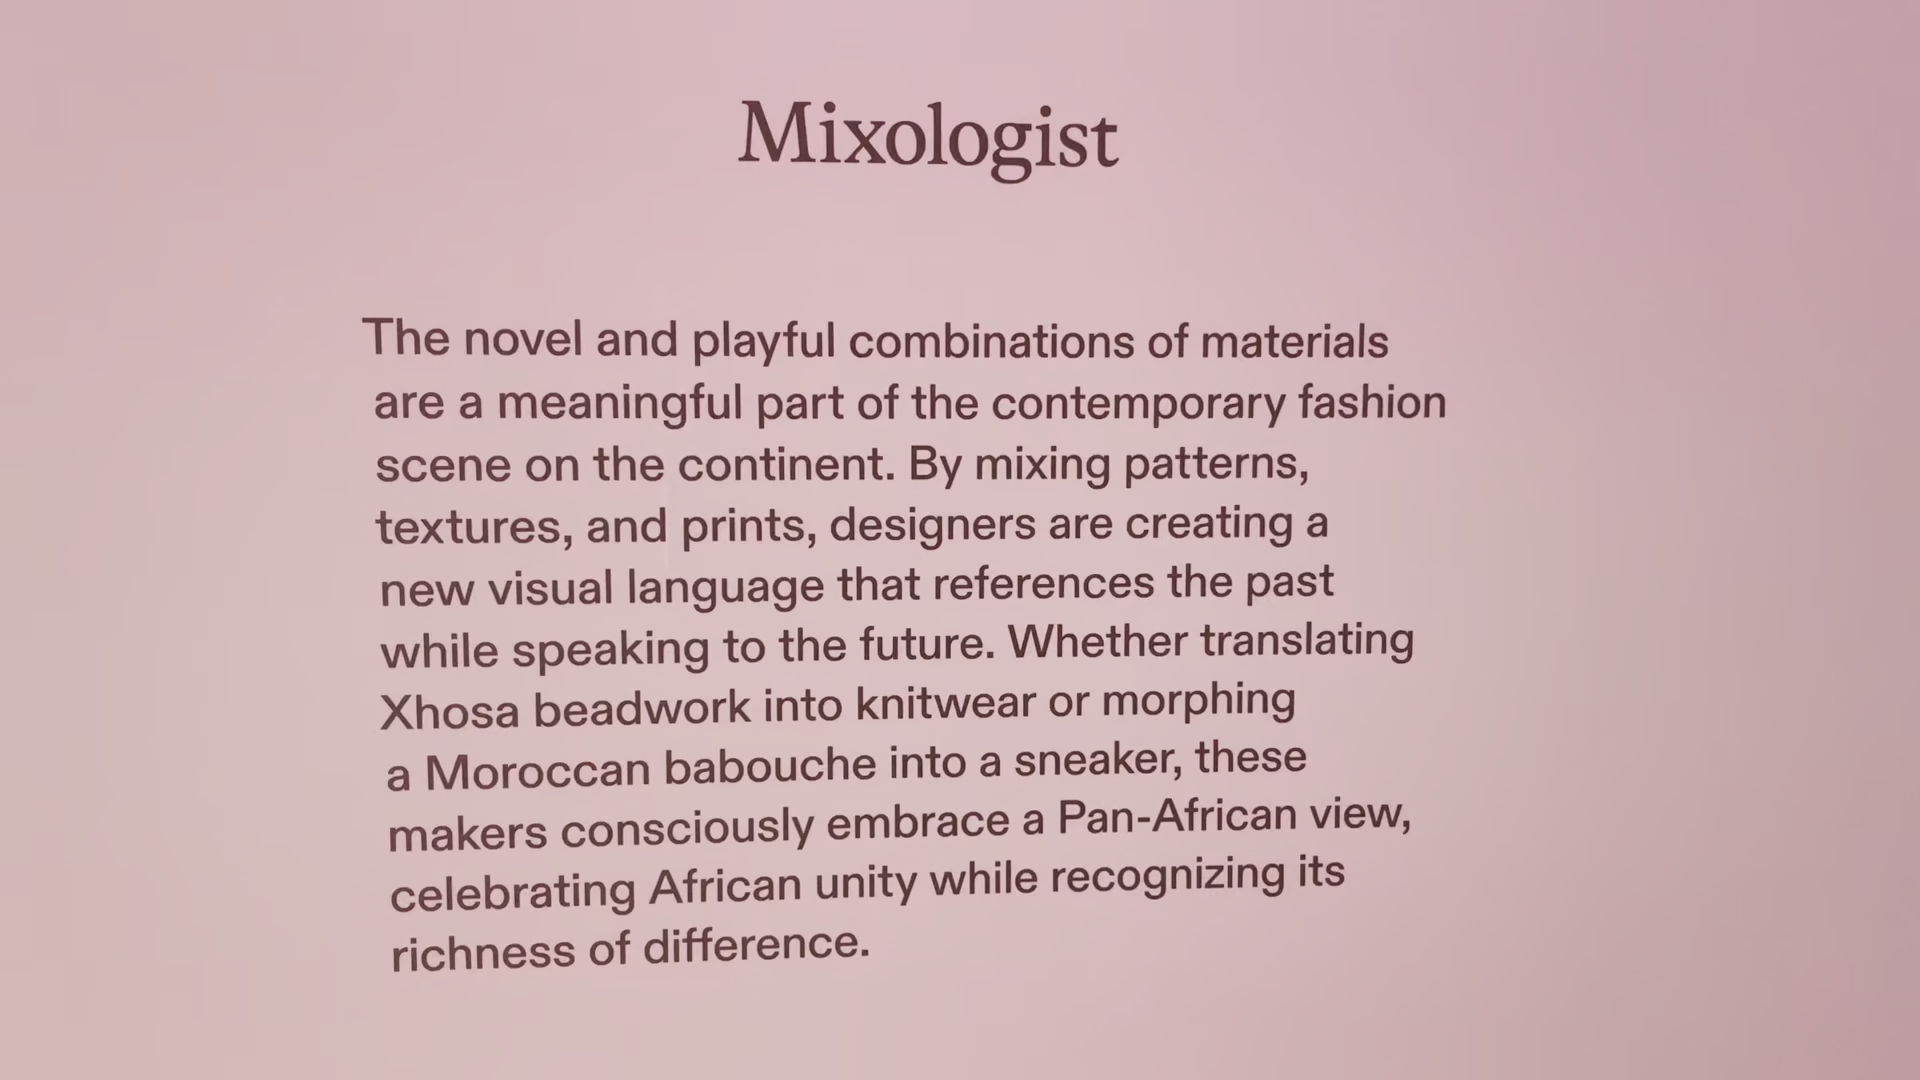 Mixologist
The novel and playful combinations of materials
are a meaningful part of the contemporary fashion
scene on the continent. By mixing patterns,
textures, and prints, designers are creating a
new visual language that references the past
while speaking to the future. Whether translating
Xhosa beadwork into knitwear or morphing
a Moroccan babouche into a sneaker, these
makers consciously embrace a Pan-African view,
celebrating African unity while recognizing its
richness of difference.